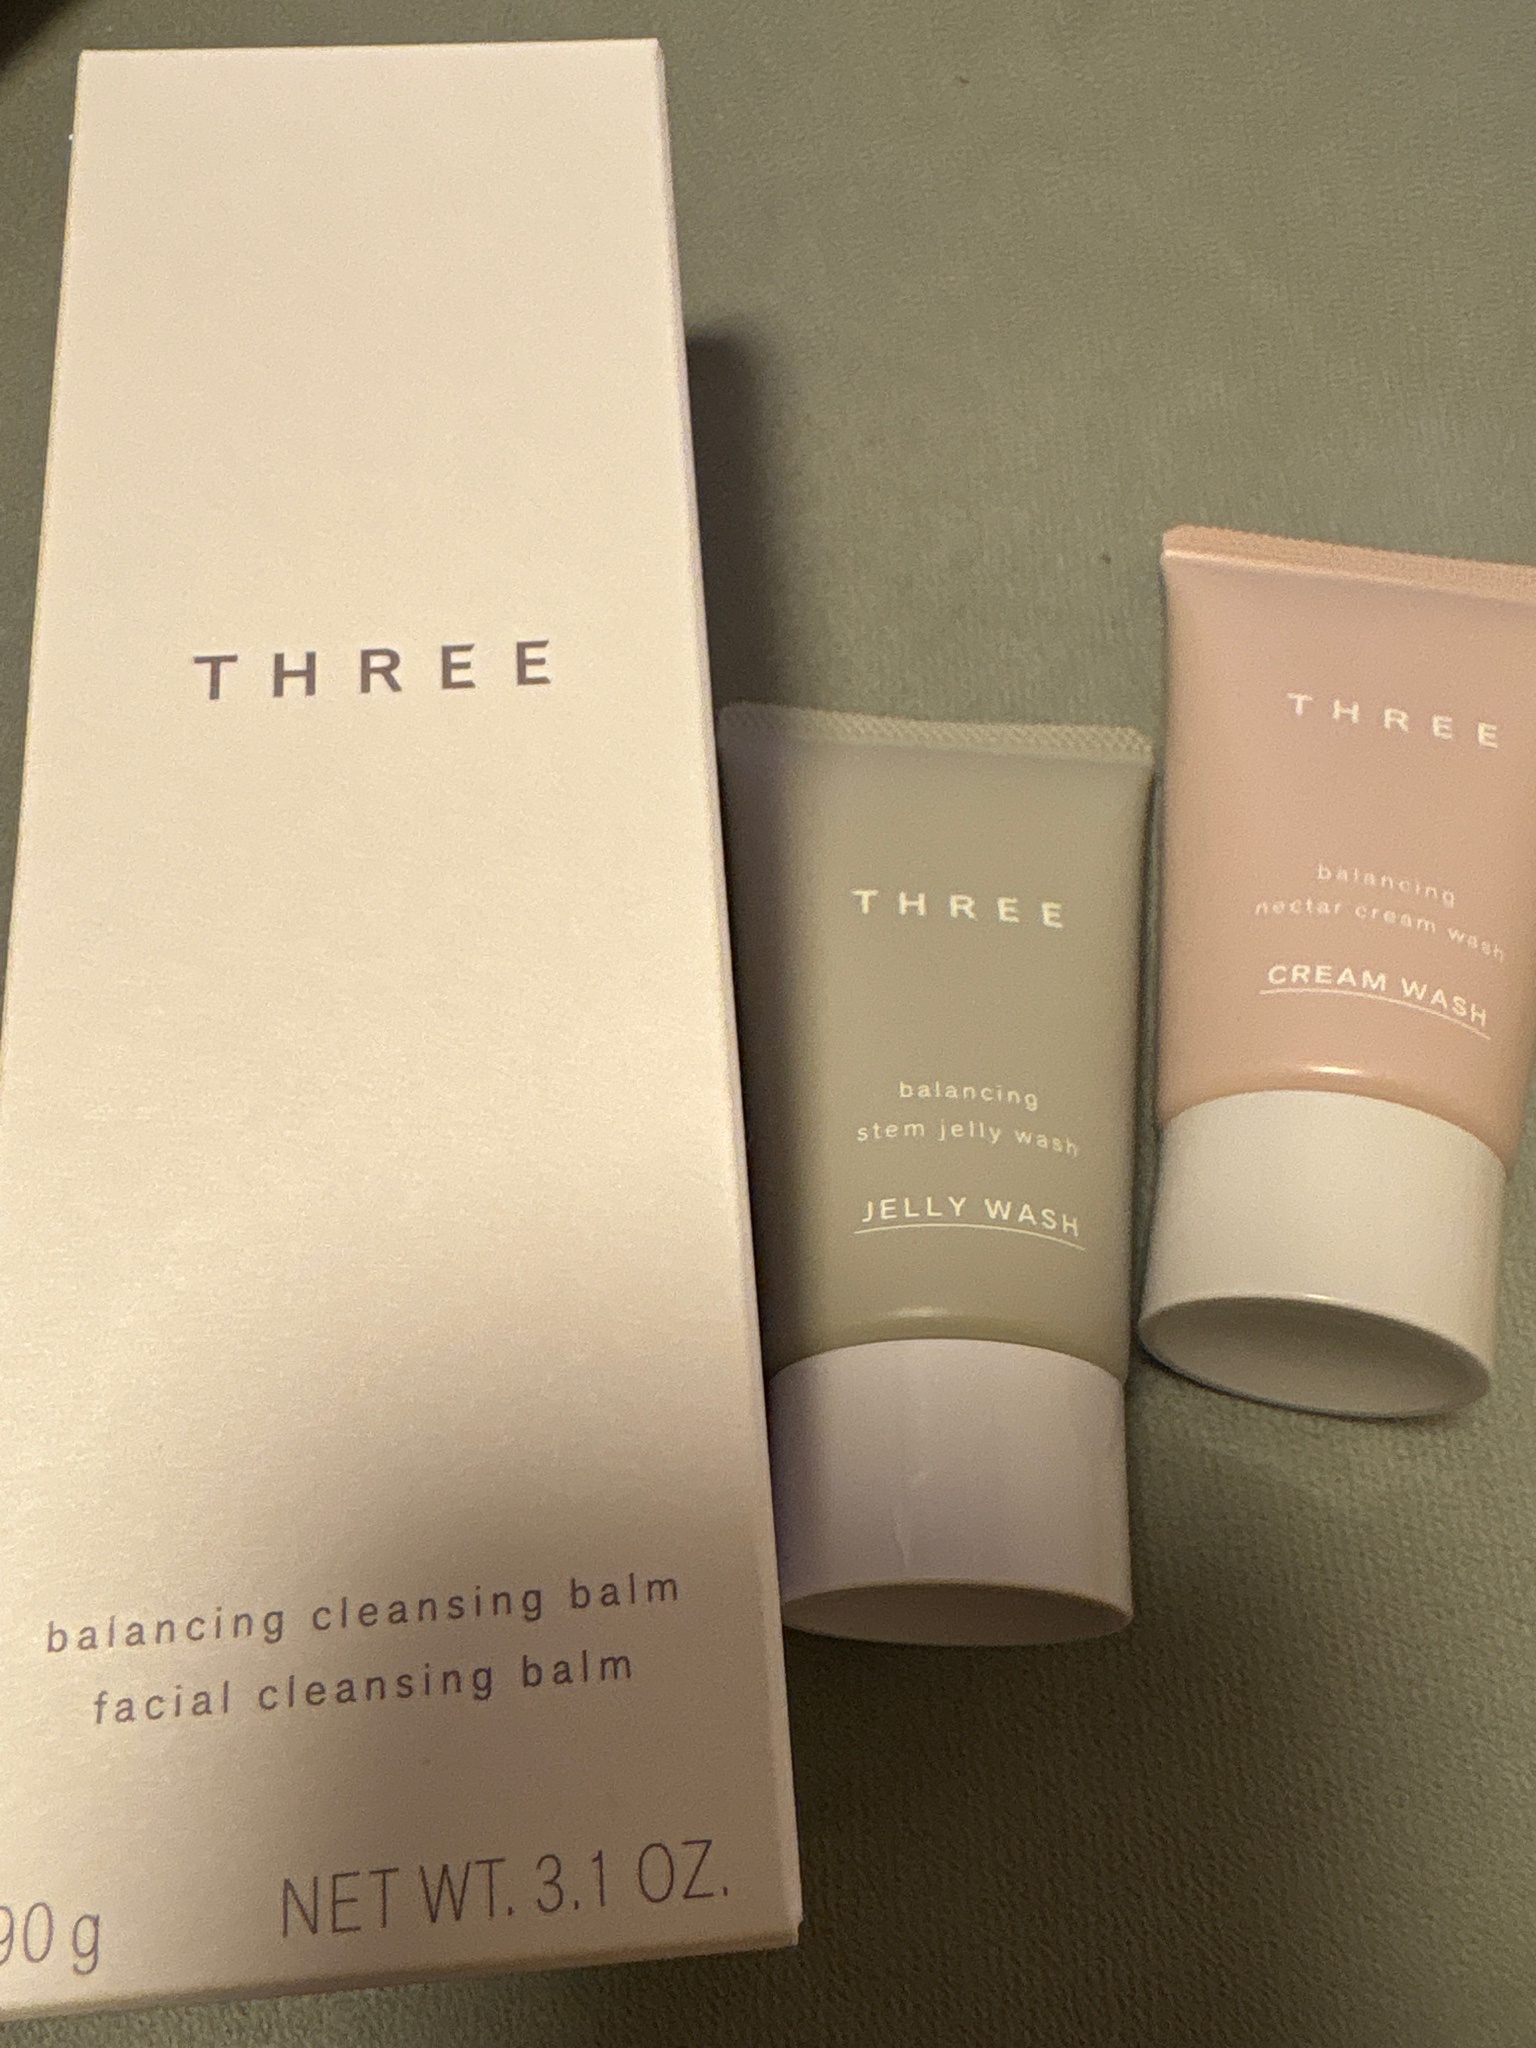 THREE
balancing cleansing balm
facial cleansing balm
90 g NET WT. 3.1 OZ.
THREE
balancing
stem jelly wash
JELLY WASH
THREE
balancing
nectar cream wash
CREAM WASH